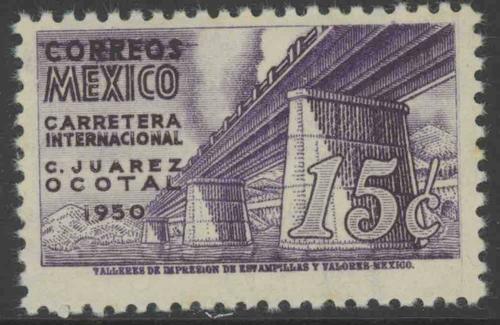 CORREOS
MEXICO
CARRETERA
INTERNACIONAL
C. JUAREZ
OCOTAL
1950
15¢
TALLERES DE IMPRESION DE ESTAMPILLAS Y VALORES-MEXICO.